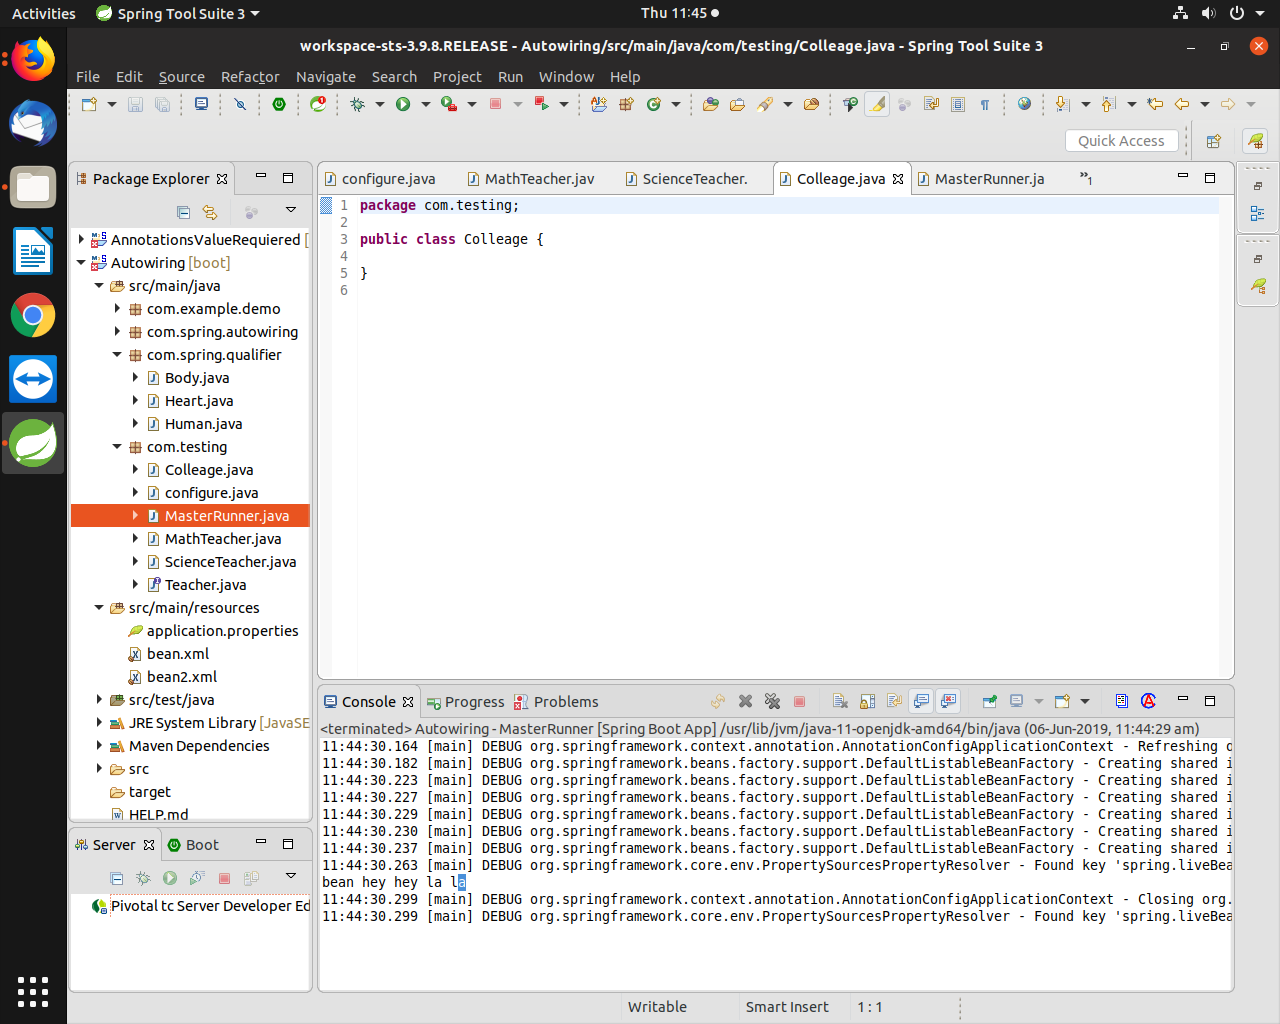 Activities
Spring Tool Suite 3
Thu 11:45
workspace-sts-3.9.8.RELEASE - Autowiring/src/main/java/com/testing/Colleage.java - Spring Tool Suite 3
File Edit Source Refactor Navigate Search Project Run Window Help
Quick Access
Package Explorer
AnnotationsValueRequiered [
Autowiring [boot]
src/main/java
com.example.demo
com.spring.autowiring
com.spring.qualifier
Body.java
Heart.java
Human.java
com.testing
Colleage.java
configure.java
MasterRunner.java
MathTeacher.java
ScienceTeacher.java
Teacher.java
src/main/resources
application.properties
bean.xml
bean2.xml
src/test/java
JRE System Library [JavaSE
Maven Dependencies
src
target
HELP.md
Server
Boot
Pivotal tc Server Developer Ed
configure.java
MathTeacher.jav
ScienceTeacher.
Colleage.java
MasterRunner.ja
»1
1 package com.testing;
2
3 public class Colleage {
4
5 }
6
Console
Progress
Problems
<terminated> Autowiring - MasterRunner [Spring Boot App] /usr/lib/jvm/java-11-openjdk-amd64/bin/java (06-Jun-2019, 11:44:29 am)
11:44:30.164 [main] DEBUG org.springframework.context.annotation.AnnotationConfigApplicationContext - Refreshing o
11:44:30.182 [main] DEBUG org.springframework.beans.factory.support.DefaultListableBeanFactory - Creating shared i
11:44:30.223 [main] DEBUG org.springframework.beans.factory.support.DefaultListableBeanFactory - Creating shared i
11:44:30.227 [main] DEBUG org.springframework.beans.factory.support.DefaultListableBeanFactory - Creating shared i
11:44:30.229 [main] DEBUG org.springframework.beans.factory.support.DefaultListableBeanFactory - Creating shared i
11:44:30.230 [main] DEBUG org.springframework.beans.factory.support.DefaultListableBeanFactory - Creating shared i
11:44:30.237 [main] DEBUG org.springframework.beans.factory.support.DefaultListableBeanFactory - Creating shared i
11:44:30.263 [main] DEBUG org.springframework.core.env.PropertySourcesPropertyResolver - Found key 'spring.liveBea
bean hey hey la la
11:44:30.299 [main] DEBUG org.springframework.context.annotation.AnnotationConfigApplicationContext - Closing org.
11:44:30.299 [main] DEBUG org.springframework.core.env.PropertySourcesPropertyResolver - Found key 'spring.liveBea
Writable
Smart Insert
1 : 1